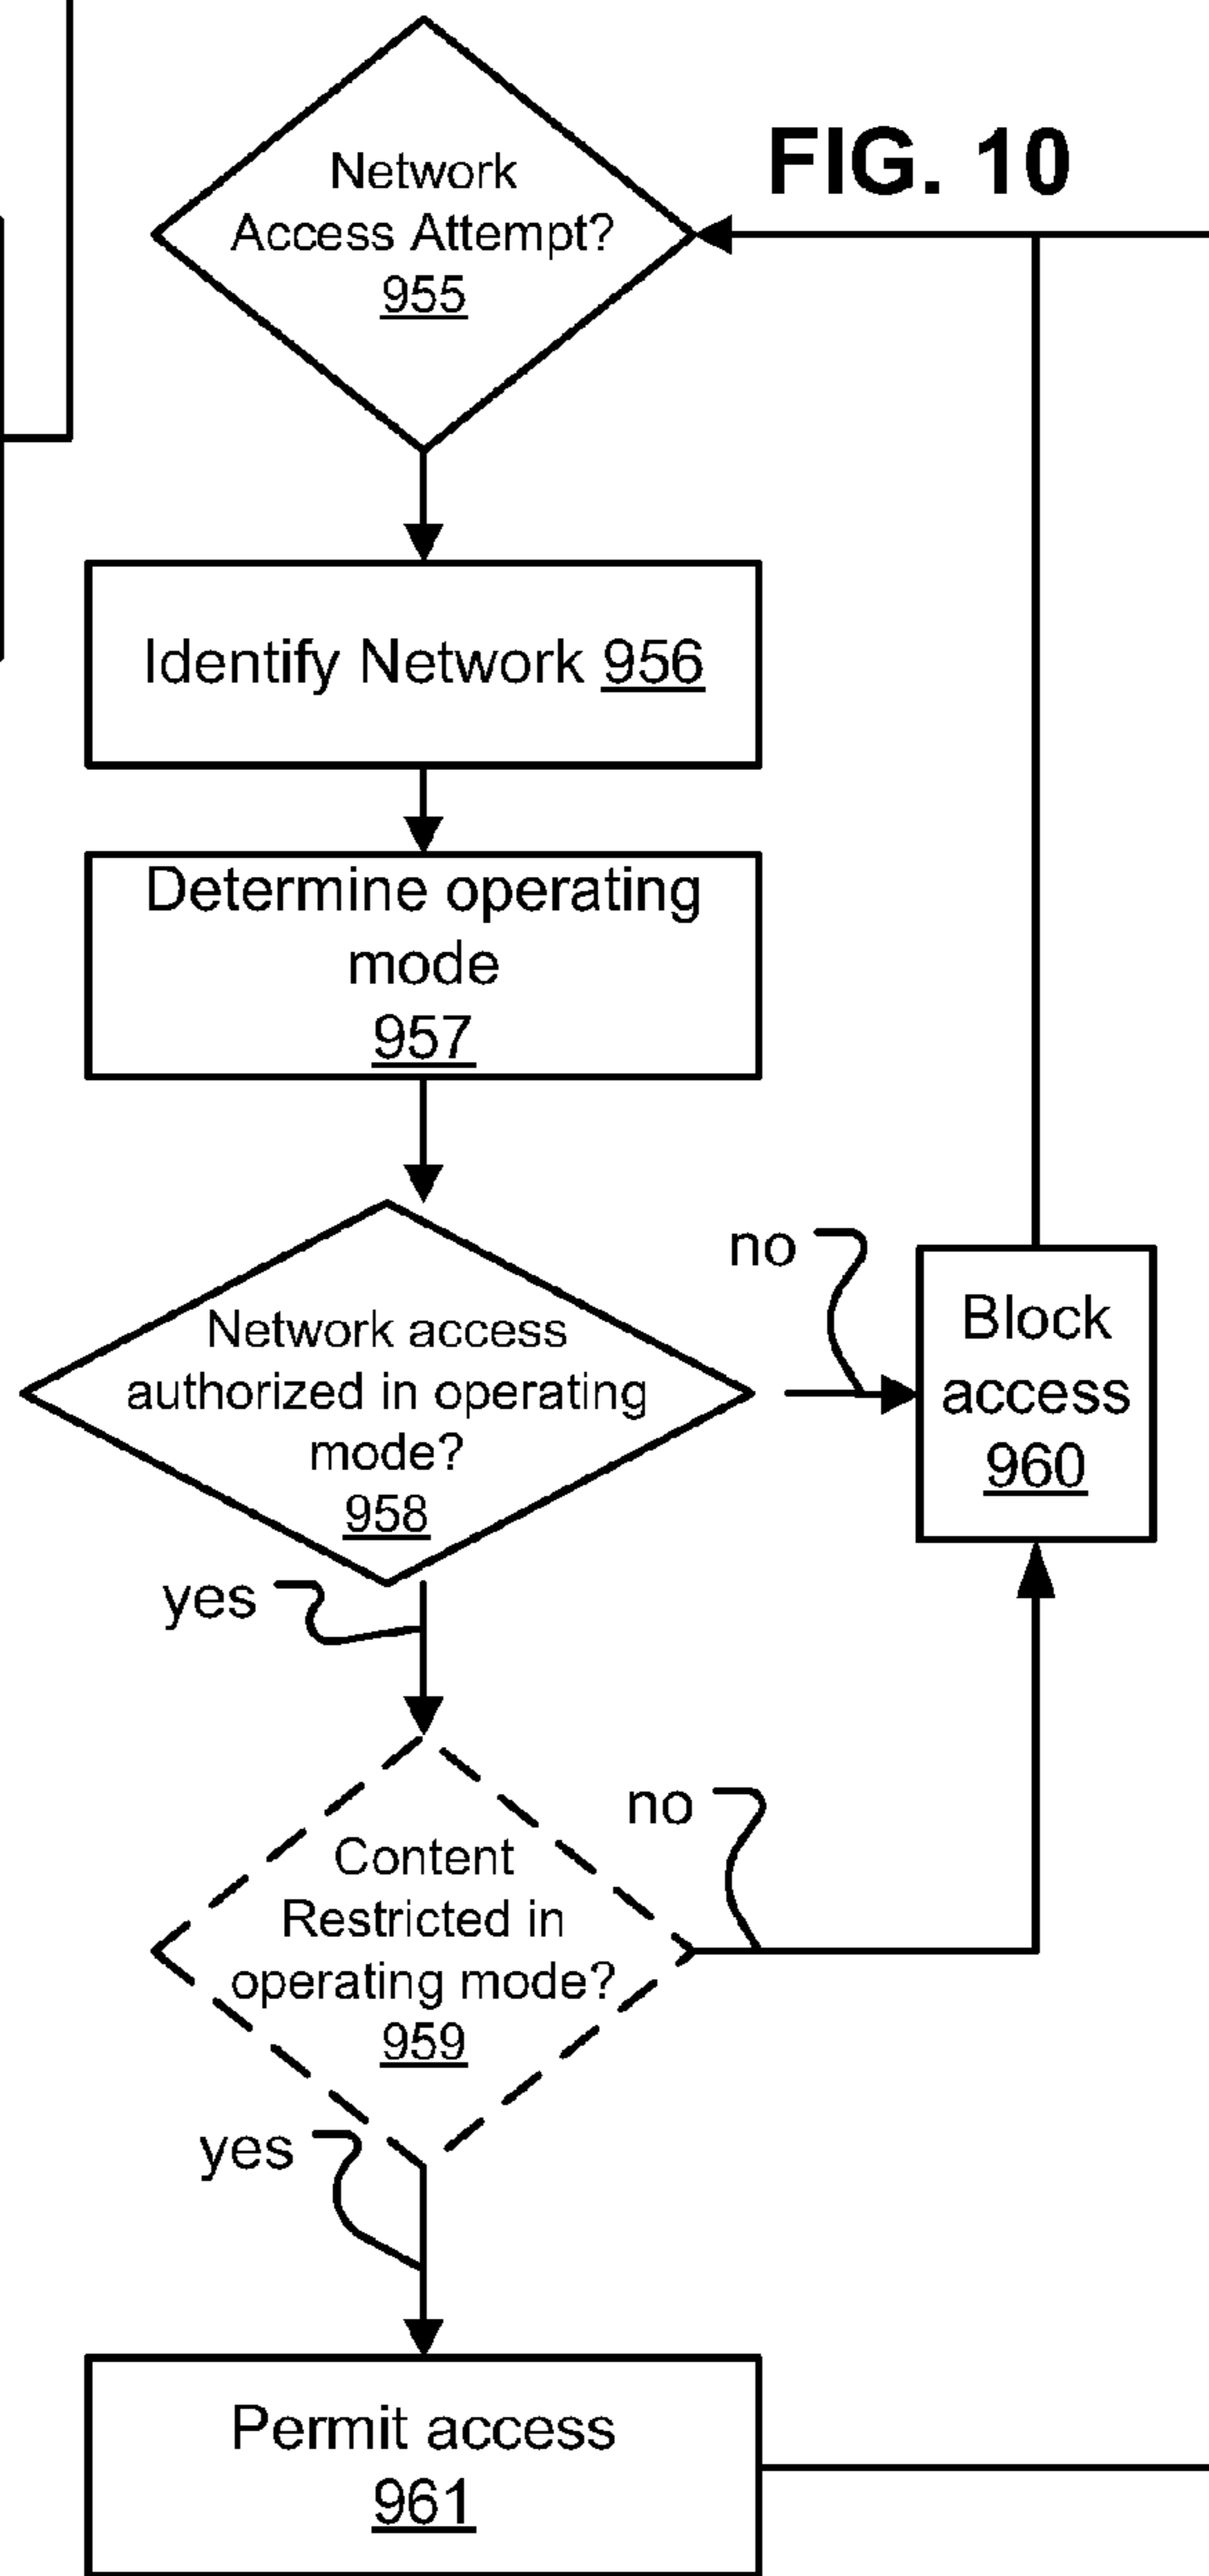 FIG. 10
Network
Access Attempt?
955
Identify Network 956
Determine operating
mode
957
Network access
authorized in operating
mode?
958
no
Block
access
960
yes
Content
Restricted in
operating mode?
959
no
yes
Permit access
961